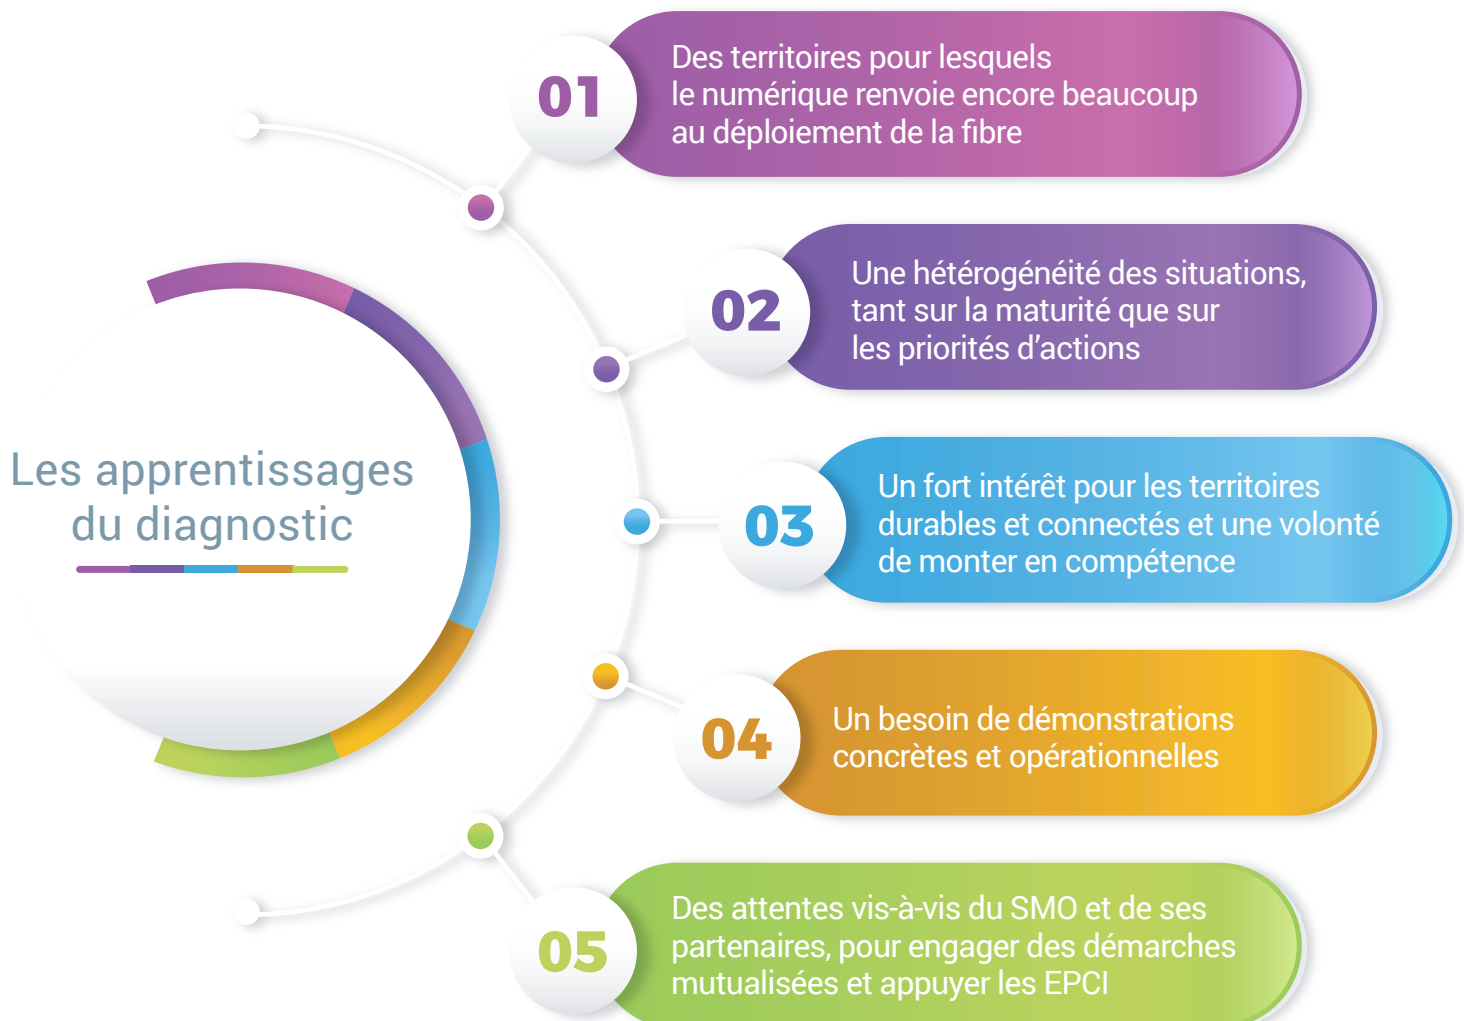 Les apprentissages
du diagnostic
01
Des territoires pour lesquels
le numérique renvoie encore beaucoup
au déploiement de la fibre
02
Une hétérogénéité des situations,
tant sur la maturité que sur
les priorités d’actions
03
Un fort intérêt pour les territoires
durables et connectés et une volonté
de monter en compétence
04
Un besoin de démonstrations
concrètes et opérationnelles
05
Des attentes vis-à-vis du SMO et de ses
partenaires, pour engager des démarches
mutualisées et appuyer les EPCI